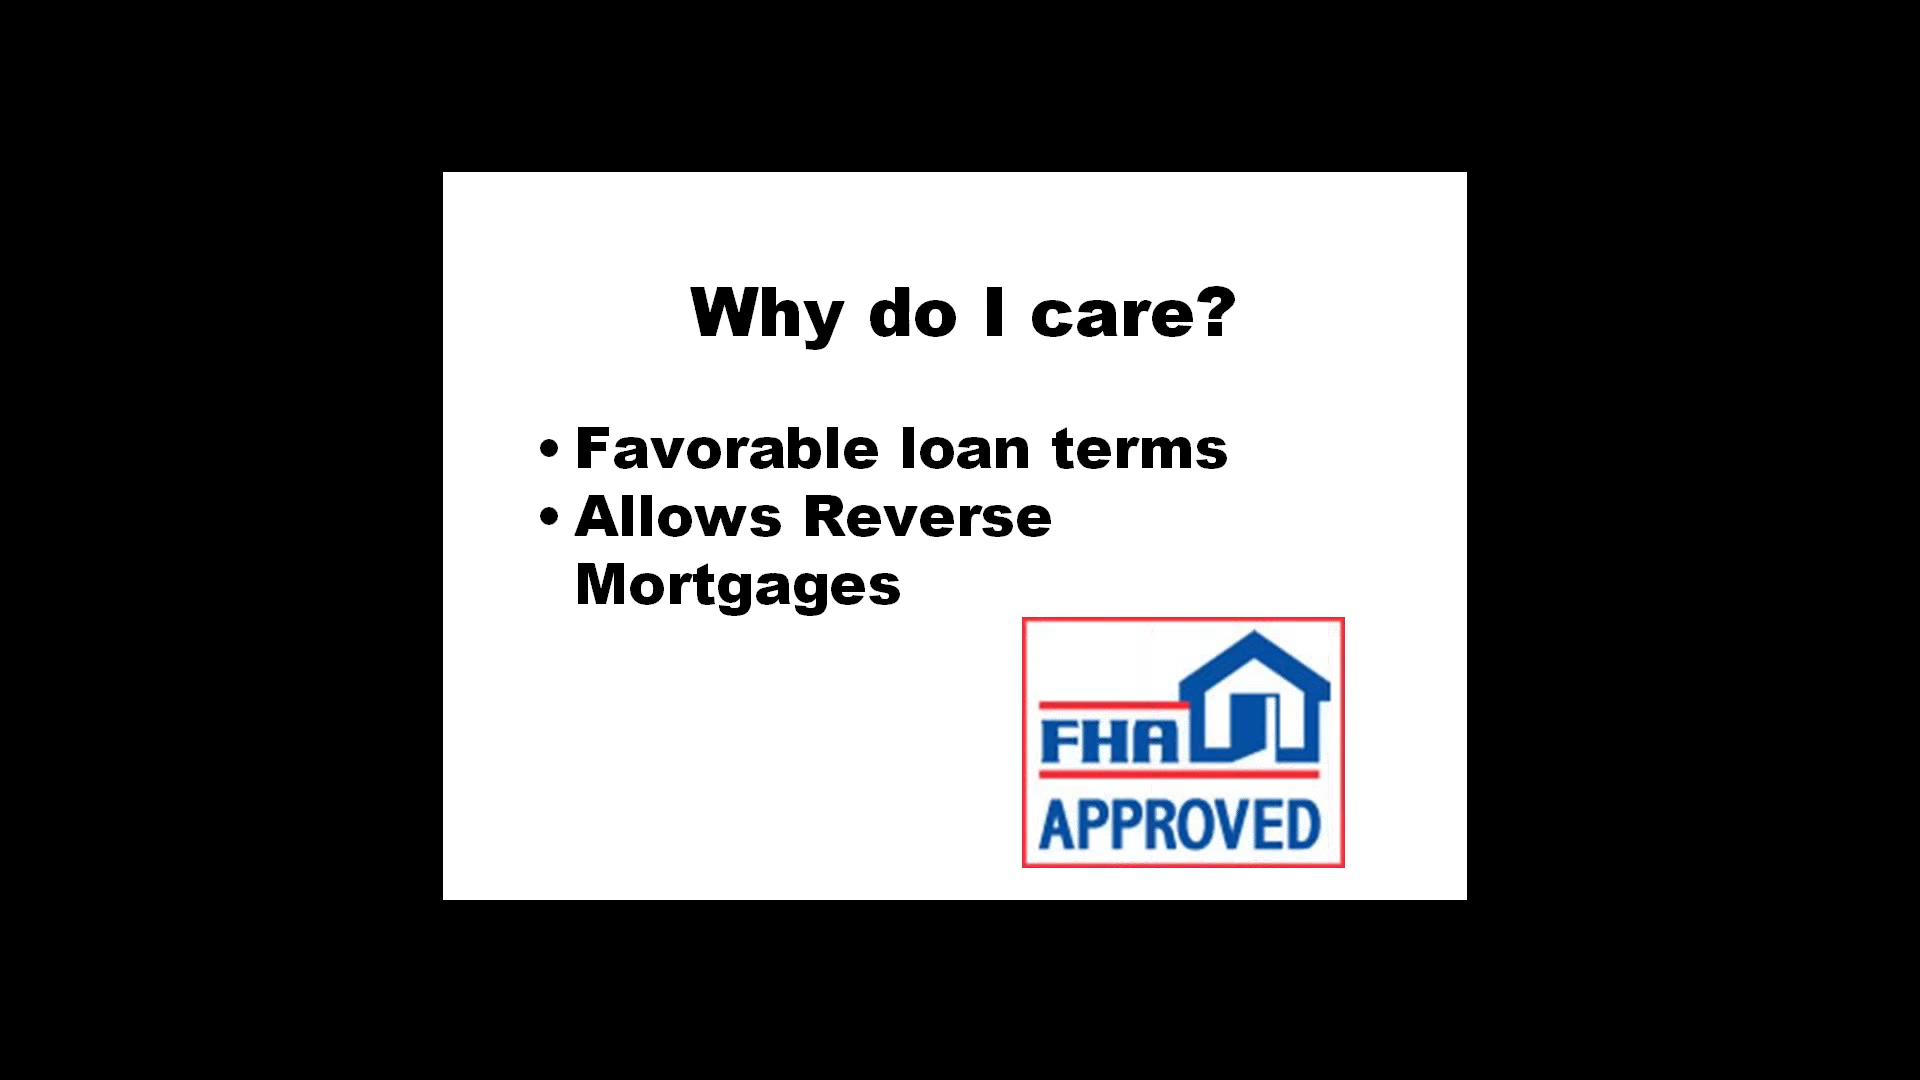 Why do I care?
• Favorable loan terms
• Allows Reverse
Mortgages
FHA
APPROVED